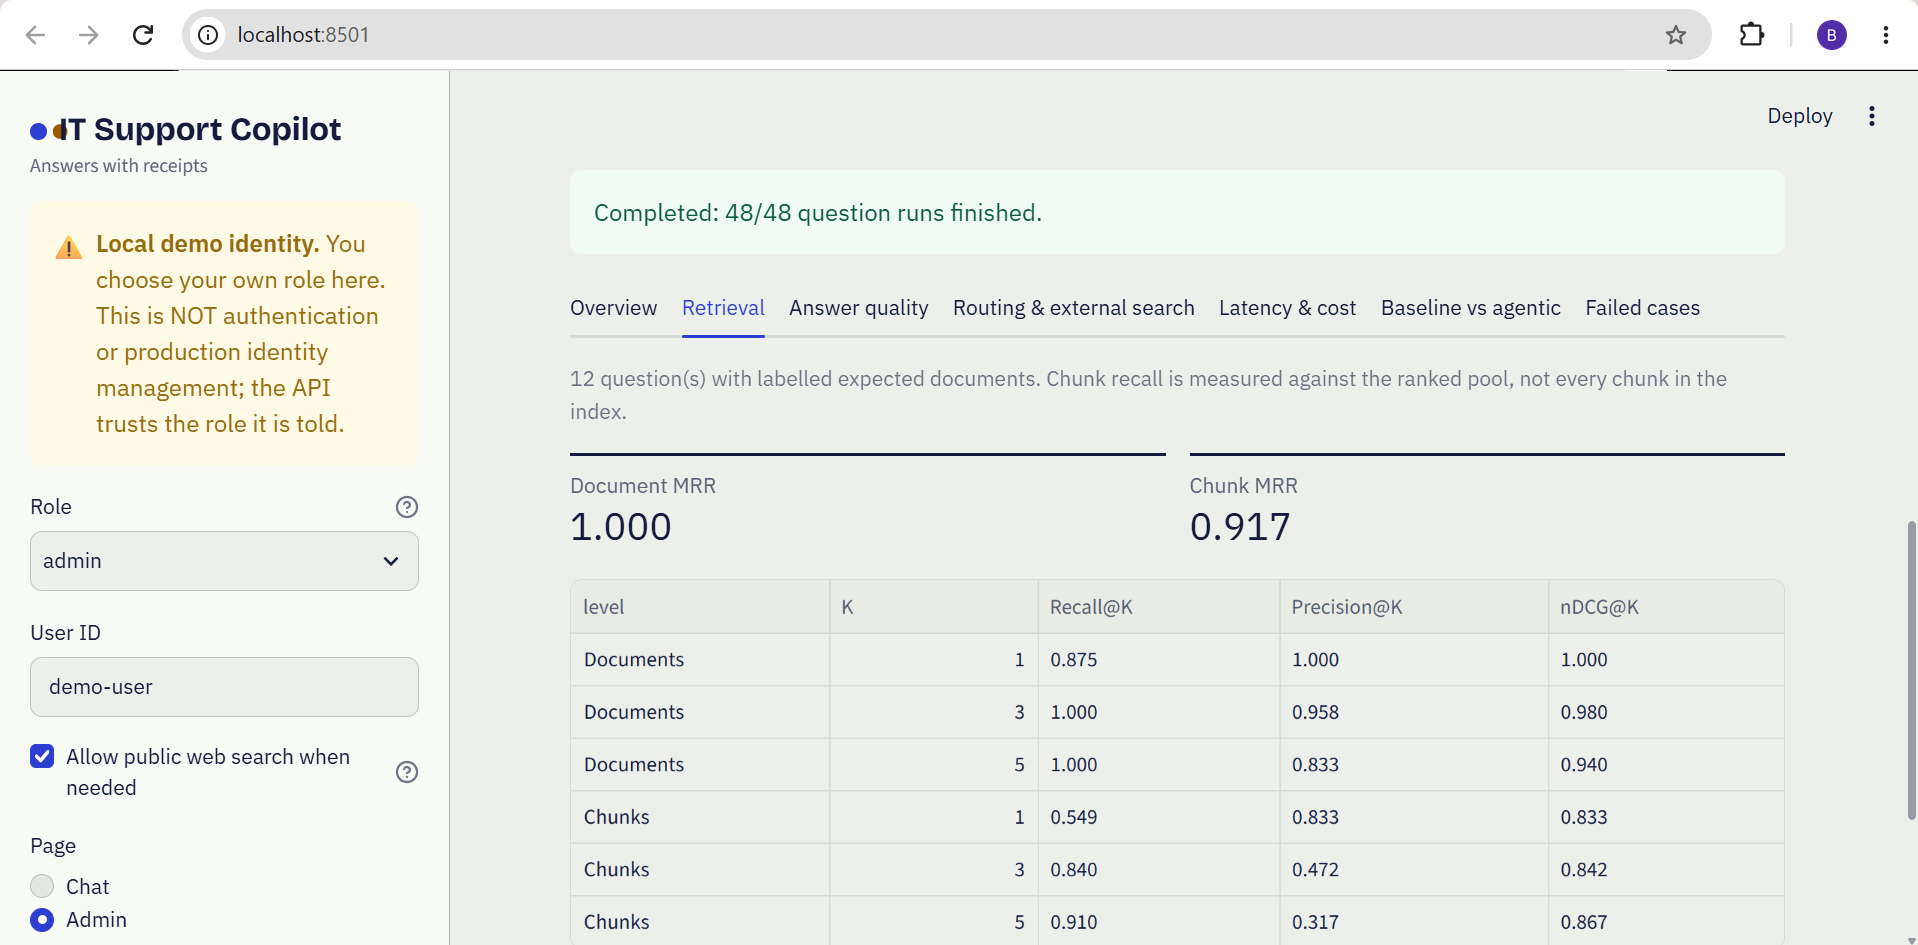 localhost:8501
B
IT Support Copilot
Answers with receipts
Local demo identity. You
choose your own role here.
This is NOT authentication
or production identity
management; the API
trusts the role it is told.
Role
admin
User ID
demo-user
Allow public web search when
needed
Page
Chat
Admin
Deploy
Completed: 48/48 question runs finished.
Overview Retrieval Answer quality Routing & external search Latency & cost Baseline vs agentic Failed cases
12 question(s) with labelled expected documents. Chunk recall is measured against the ranked pool, not every chunk in the
index.
Document MRR Chunk MRR
1.000 0.917
level K Recall@K Precision@K nDCG@K
Documents 1 0.875 1.000 1.000
Documents 3 1.000 0.958 0.980
Documents 5 1.000 0.833 0.940
Chunks 1 0.549 0.833 0.833
Chunks 3 0.840 0.472 0.842
Chunks 5 0.910 0.317 0.867